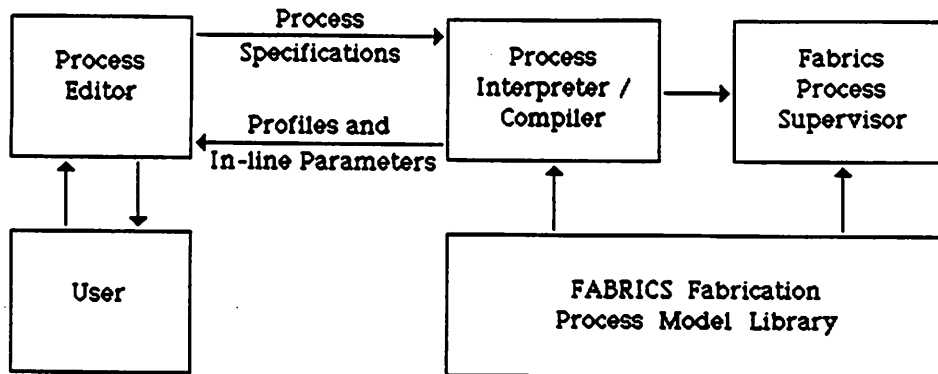 Process
Editor
Process
Specifications
Profiles and
In-line Parameters
Process
Interpreter /
Compiler
Fabrics
Process
Supervisor
User
FABRICS Fabrication
Process Model Library